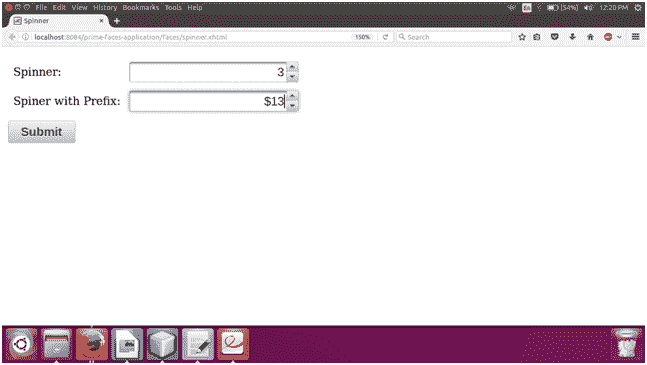 File Edit View History Bookmarks Tools Help
En (54%) 12:20 PM
Spinner × +
localhost:8084/prime-faces-application/faces/spinner.xhtml 150% Search
Spinner: 3
Spiner with Prefix: $13
Submit